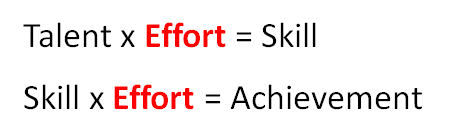 Talent x Effort = Skill
Skill x Effort = Achievement